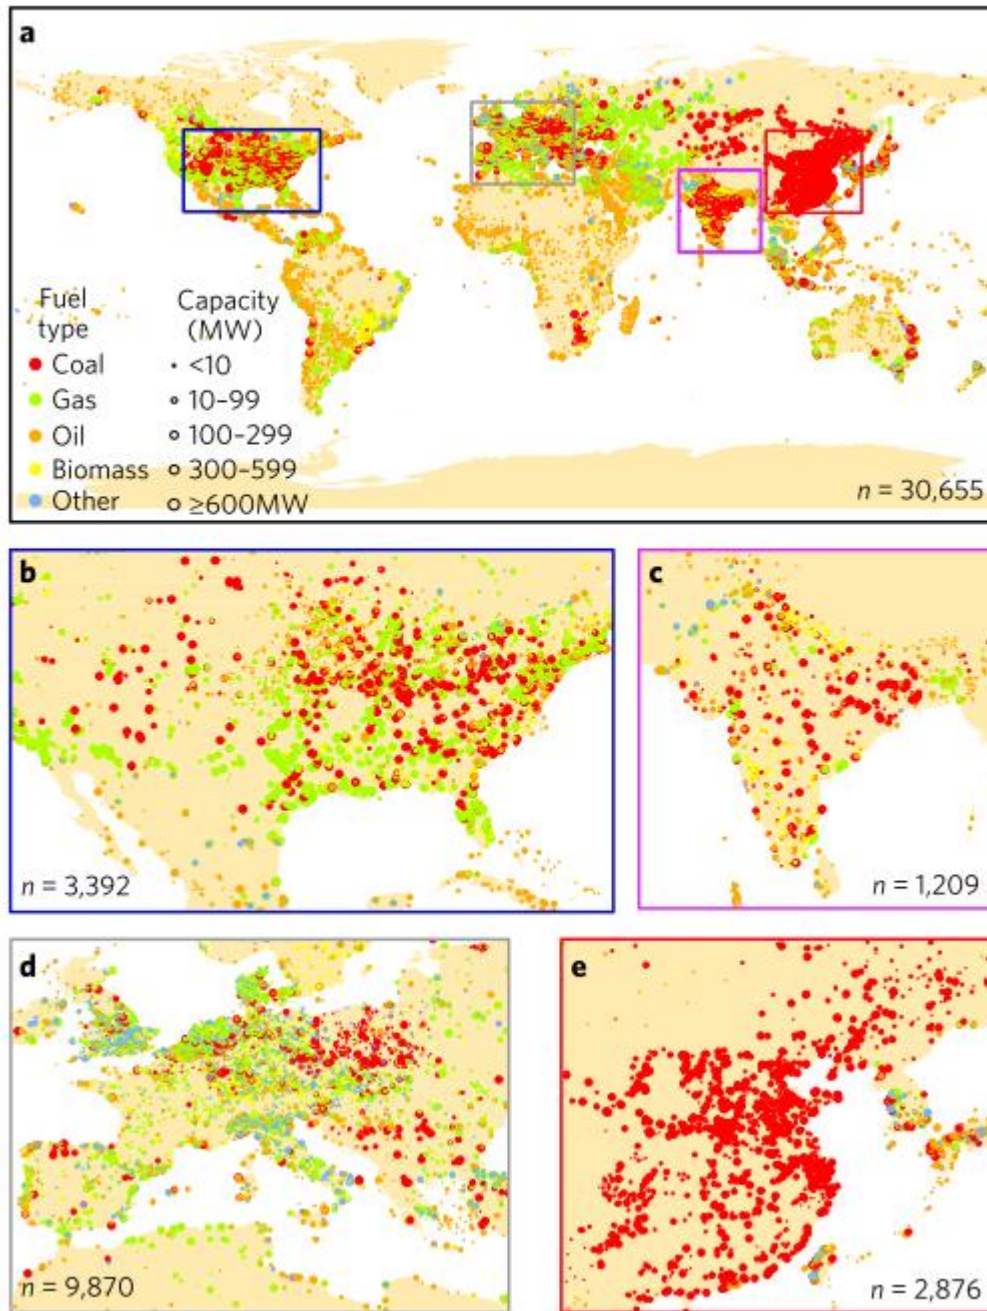 a
Fuel type
Capacity (MW)
Coal
<10
Gas
10–99
Oil
100–299
Biomass
300–599
Other
≥600MW
n = 30,655
b
n = 3,392
c
n = 1,209
d
n = 9,870
e
n = 2,876